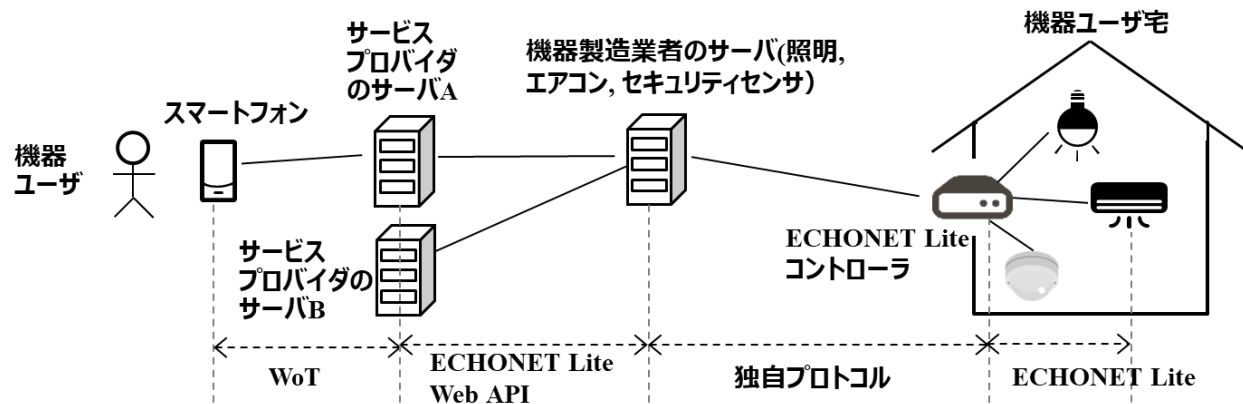 サービス
プロバイダ
のサーバA
機器製造業者のサーバ(照明,
エアコン, セキュリティセンサ）
機器ユーザ宅
スマートフォン
機器
ユーザ
サービス
プロバイダの
サーバB
ECHONET Lite
コントローラ
WoT
ECHONET Lite
Web API
独自プロトコル
ECHONET Lite